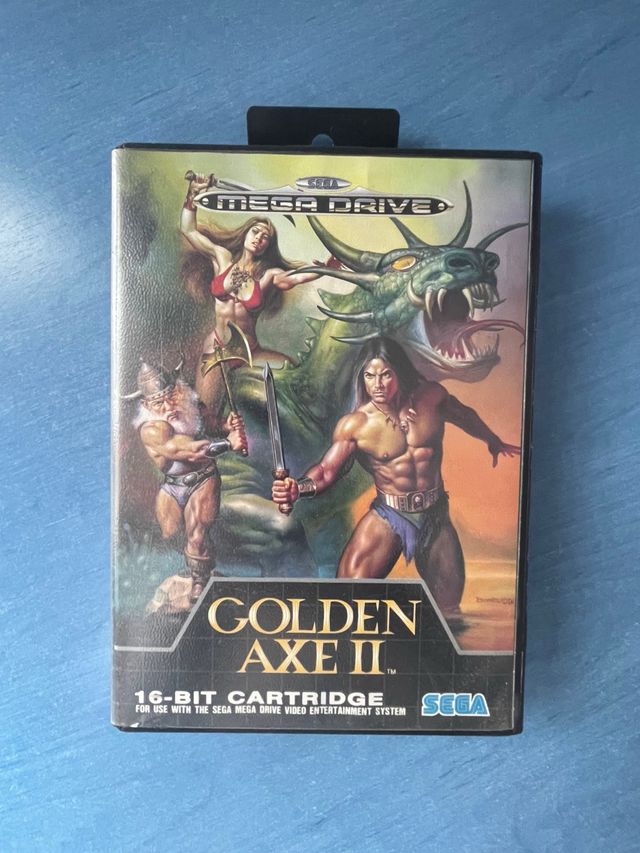 SEGA
MEGA DRIVE
GOLDEN
AXE II™
16-BIT CARTRIDGE
FOR USE WITH THE SEGA MEGA DRIVE VIDEO ENTERTAINMENT SYSTEM
SEGA